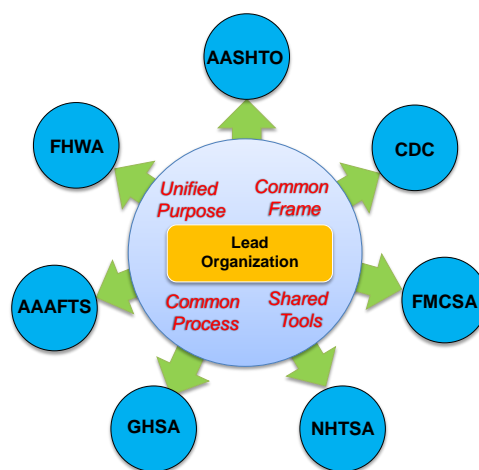 AASHTO
FHWA
CDC
Unified
Purpose
Common
Frame
Lead
Organization
AAAFTS
FMCSA
Common
Process
Shared
Tools
GHSA
NHTSA